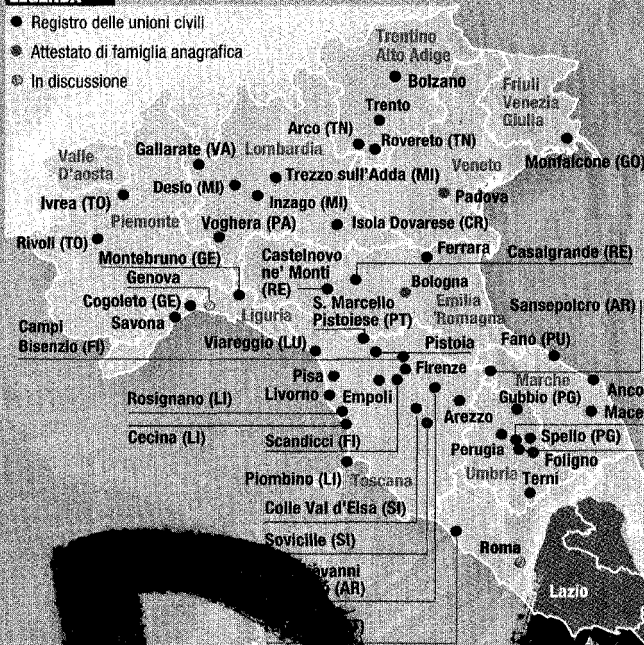 LEGENDA
Registro delle unioni civili
Attestato di famiglia anagrafica
In discussione
Trentino
Alto Adige
Bolzano
Friuli
Venezia
Giulia
Trento
Arco (TN)
Rovereto (TN)
Gallarate (VA)
Lombardia
Veneto
Monfalcone (GO)
Valle
D'aosta
Desio (MI)
Trezzo sull'Adda (MI)
Padova
Ivrea (TO)
Inzago (MI)
Piemonte
Voghera (PA)
Isola Dovarese (CR)
Rivoli (TO)
Ferrara
Montebruno (GE)
Castelnovo
ne' Monti
(RE)
Casalgrande (RE)
Genova
Bologna
Cogoleto (GE)
Liguria
S. Marcello
Pistoiese (PT)
Emilia
Romagna
Sansepolcro (AR)
Savona
Campi
Bisenzio (FI)
Viareggio (LU)
Pistoia
Fano (PU)
Firenze
Pisa
Marche
Anco
Livorno
Empoli
Gubbio (PG)
Mace
Rosignano (LI)
Arezzo
Cecina (LI)
Scandicci (FI)
Perugia
Spello (PG)
Foligno
Piombino (LI)
Toscana
Umbria
Terni
Colle Val d'Elsa (SI)
Sovicille (SI)
Roma
(AR)
Lazio